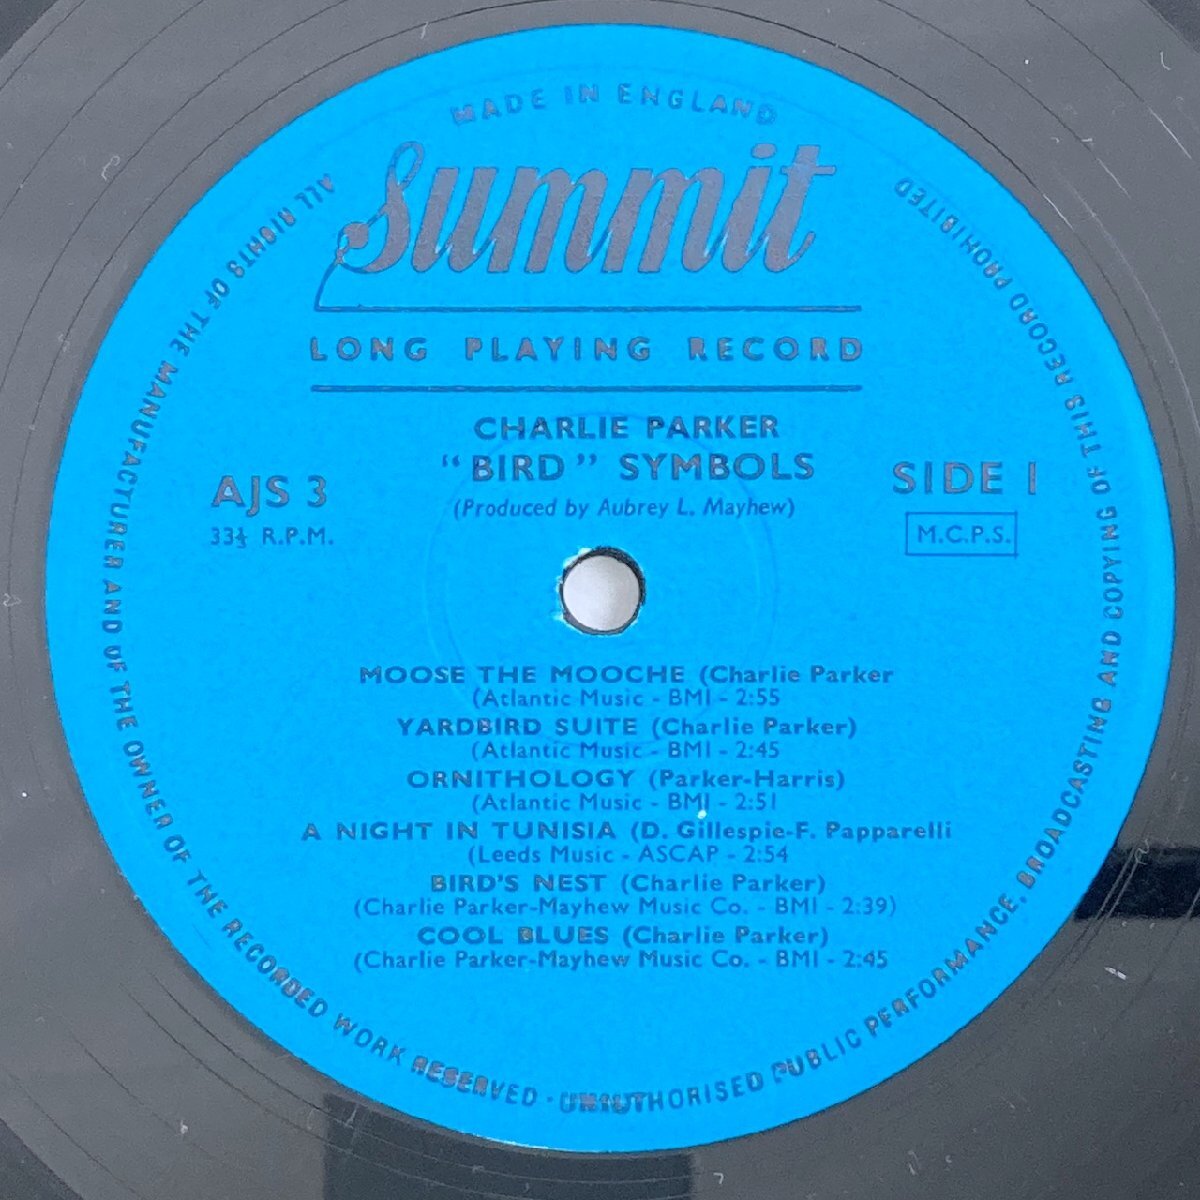 MADE IN ENGLAND
Summit
LONG PLAYING RECORD
CHARLIE PARKER
“BIRD” SYMBOLS
(Produced by Aubrey L. Mayhew)
AJS 3
33⅓ R.P.M.
SIDE 1
M.C.P.S.
MOOSE THE MOOCHE (Charlie Parker
(Atlantic Music - BMI - 2:55
YARDBIRD SUITE (Charlie Parker)
(Atlantic Music - BMI - 2:45
ORNITHOLOGY (Parker-Harris)
(Atlantic Music - BMI - 2:51
A NIGHT IN TUNISIA (D. Gillespie-F. Papparelli
(Leeds Music - ASCAP - 2:54
BIRD'S NEST (Charlie Parker)
(Charlie Parker-Mayhew Music Co. - BMI - 2:39)
COOL BLUES (Charlie Parker)
(Charlie Parker-Mayhew Music Co. - BMI - 2:45
ALL RIGHTS OF THE MANUFACTURER AND OF THE OWNER OF THE RECORDED WORK RESERVED - UNAUTHORISED PUBLIC PERFORMANCE, BROADCASTING AND COPYING OF THIS RECORD PROHIBITED